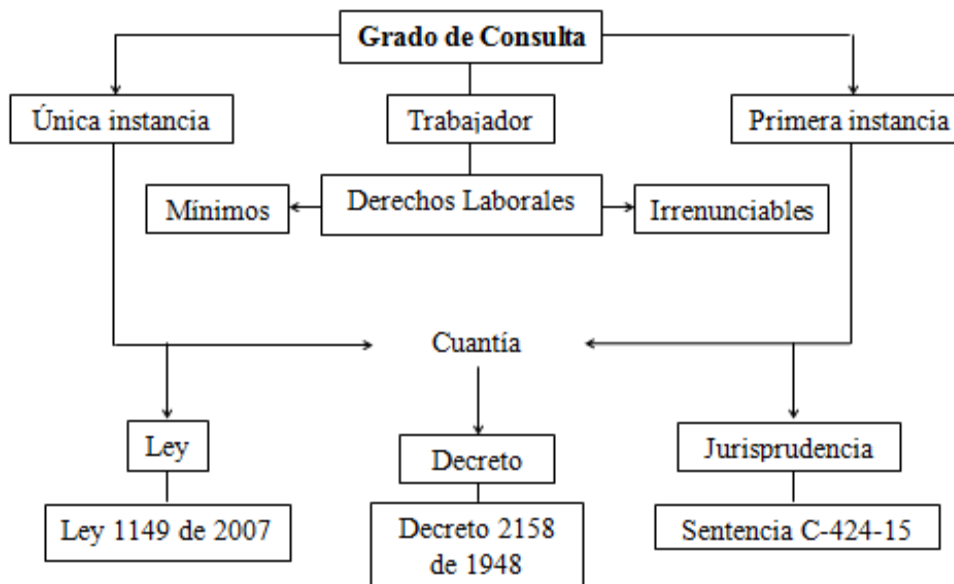 Grado de Consulta
Única instancia
Trabajador
Primera instancia
Mínimos
Derechos Laborales
Irrenunciables
Cuantía
Ley
Decreto
Jurisprudencia
Ley 1149 de 2007
Decreto 2158
de 1948
Sentencia C-424-15